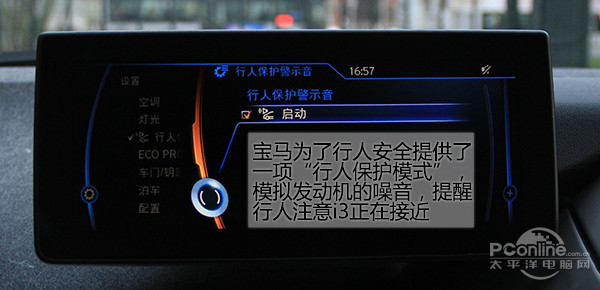 行人保护警示音 16:57
设置
行人保护警示音
空调
启动
灯光
行人
ECO PRO
车门/钥
泊车
配置
宝马为了行人安全提供了
一项“行人保护模式”，
模拟发动机的噪音，提醒
行人注意i3正在接近
PConline.com.cn
太平洋电脑网